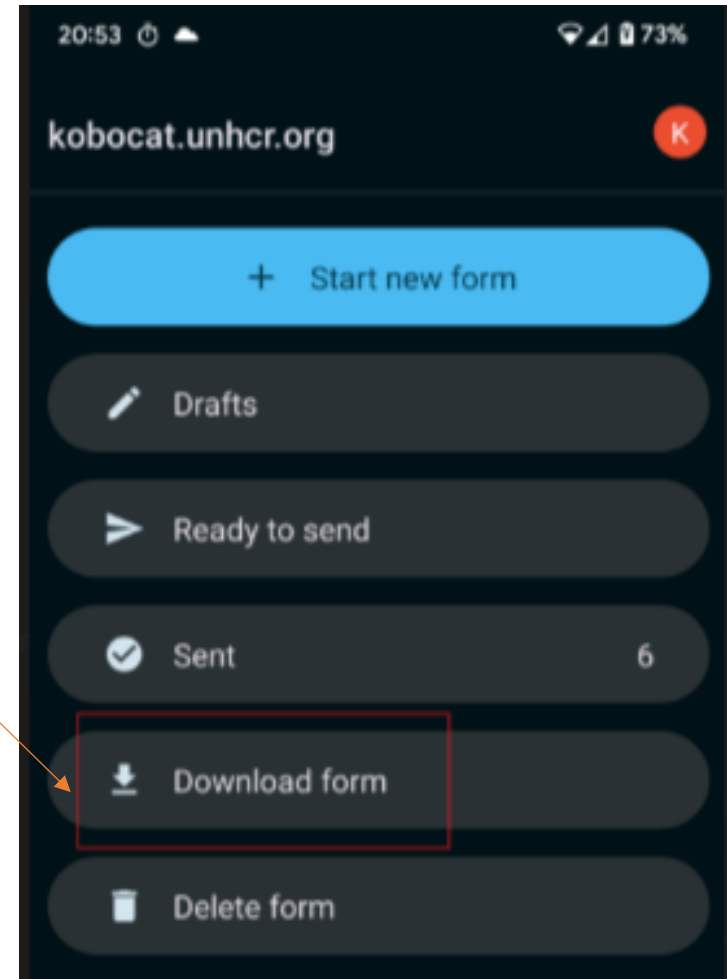 20:53 73%
kobocat.unhcr.org K
+ Start new form
Drafts
Ready to send
Sent 6
Download form
Delete form